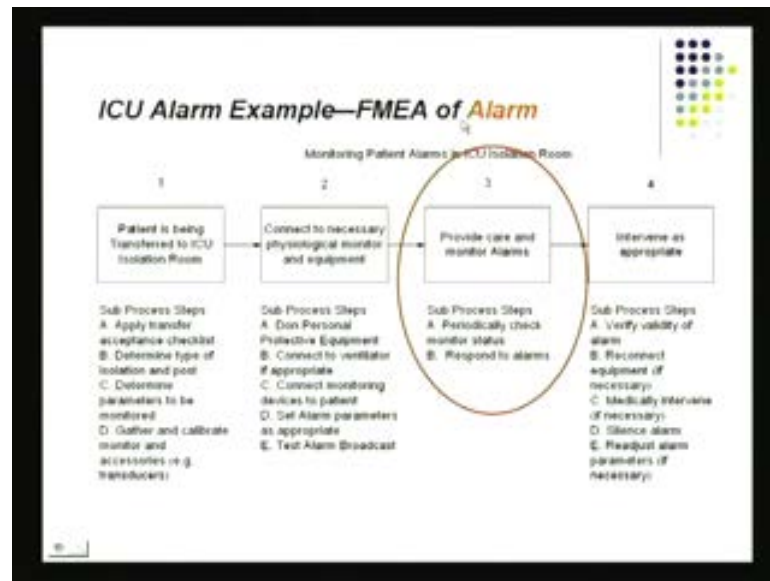 ICU Alarm Example—FMEA of Alarm
Monitoring Patient Alarms in ICU Isolation Room
1
2
3
4
Patient is being
Transferred to ICU
Isolation Room
Connect to necessary
physiological monitor
and equipment
Provide care and
monitor Alarms
Intervene as
appropriate
Sub Process Steps
A. Apply transfer
acceptance checklist
B. Determine type of
isolation and post
C. Determine
parameters to be
monitored
D. Gather and calibrate
monitor and
accessories (e.g.
transducers)
Sub Process Steps
A. Don Personal
Protective Equipment
B. Connect to ventilator
if appropriate
C. Connect monitoring
devices to patient
D. Set Alarm parameters
as appropriate
E. Test Alarm Broadcast
Sub Process Steps
A. Periodically check
monitor status
B. Respond to alarms
Sub Process Steps
A. Verify validity of
alarm
B. Reconnect
equipment (if
necessary)
C. Medically Intervene
(if necessary)
D. Silence alarm
E. Readjust alarm
parameters (if
necessary)